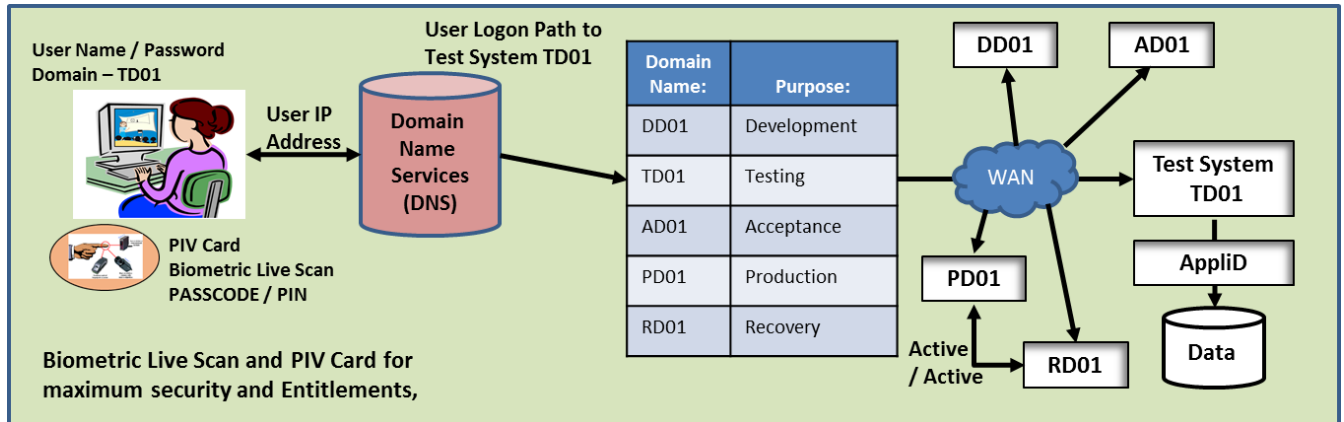 User Name / Password
Domain – TD01
User IP
Address
PIV Card
Biometric Live Scan
PASSCODE / PIN
Biometric Live Scan and PIV Card for
maximum security and Entitlements,
User Logon Path to
Test System TD01
Domain
Name
Services
(DNS)
Domain
Name:
Purpose:
DD01
Development
TD01
Testing
AD01
Acceptance
PD01
Production
RD01
Recovery
DD01
AD01
WAN
Test System
TD01
AppliD
Data
PD01
Active
/ Active
RD01